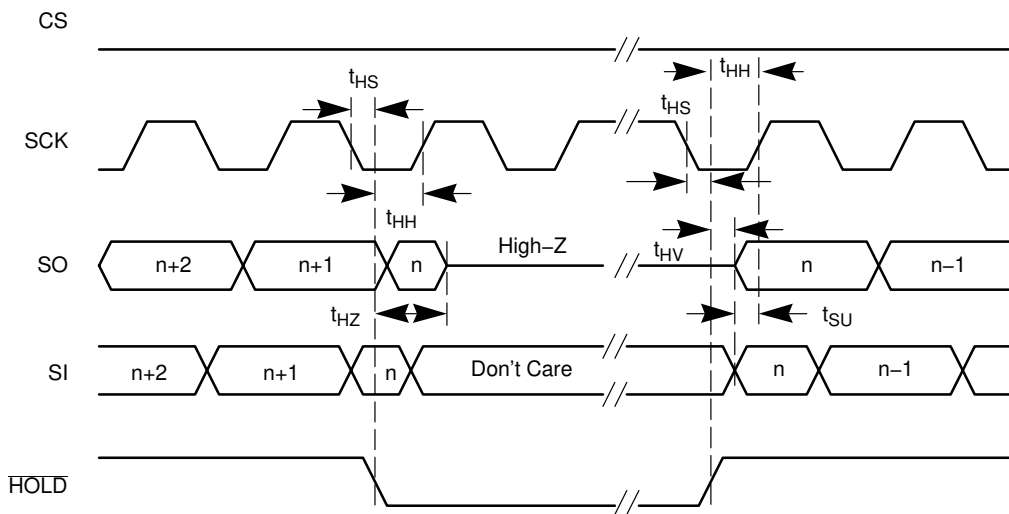 CS
tHH
tHS
tHS
SCK
tHH
High−Z
SO
n+2
n+1
n
tHV
n
n−1
tHZ
tSU
SI
n+2
n+1
n
Don't Care
n
n−1
HOLD